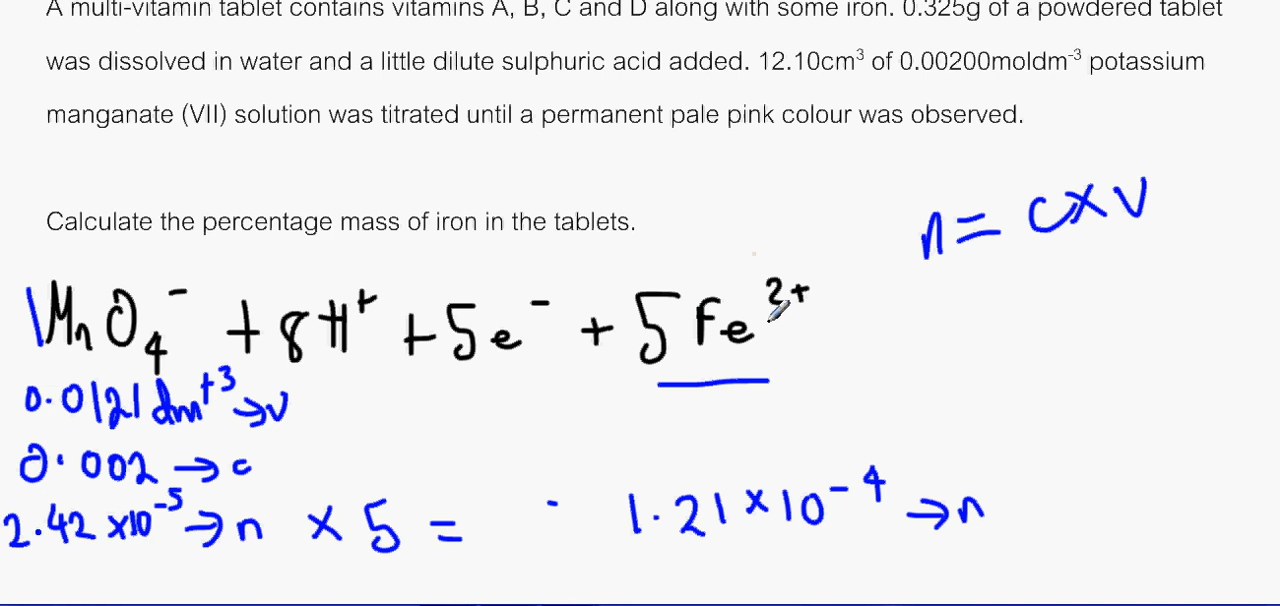 A multi-vitamin tablet contains vitamins A, B, C and D along with some iron. 0.325g of a powdered tablet
was dissolved in water and a little dilute sulphuric acid added. 12.10cm³ of 0.00200moldm⁻³ potassium
manganate (VII) solution was titrated until a permanent pale pink colour was observed.
Calculate the percentage mass of iron in the tablets.
n = c×v
MnO₄⁻ + 8H⁺ + 5e⁻ + 5Fe²⁺
0.0121 dm⁺³ → v
0.002 → c
2.42 ×10⁻⁵ → n × 5 = 1.21×10⁻⁴ → n